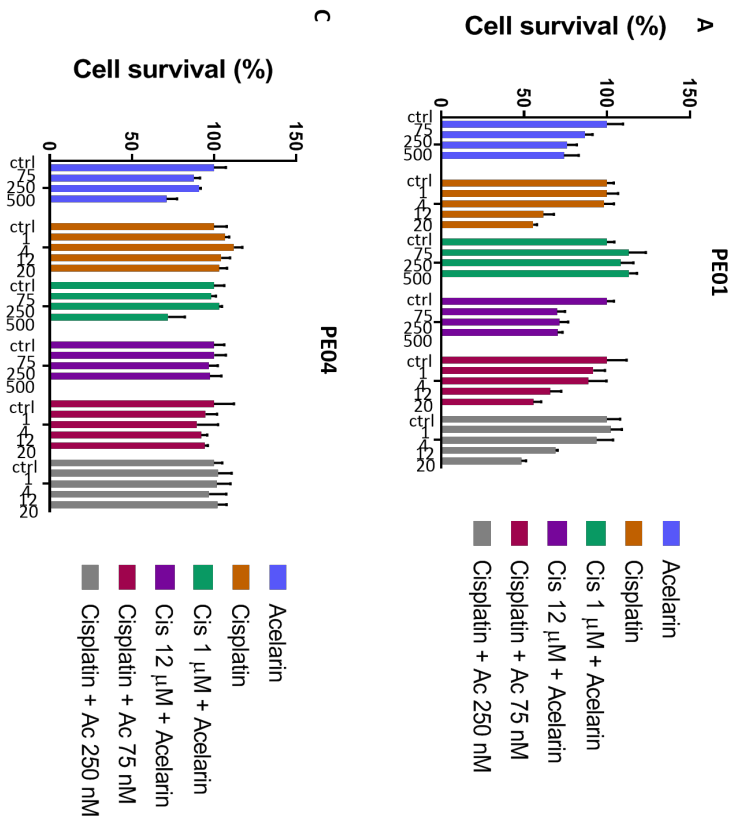 A
PE01
Cell survival (%)
150
100
50
0
ctrl 75 250 500 ctrl 1 4 12 20 ctrl 75 250 500 ctrl 75 250 500 ctrl 1 4 12 20 ctrl 1 4 12 20
Acelarin
Cisplatin
Cis 1 μM + Acelarin
Cis 12 μM + Acelarin
Cisplatin + Ac 75 nM
Cisplatin + Ac 250 nM
C
PE04
Cell survival (%)
150
100
50
0
ctrl 75 250 500 ctrl 1 4 12 20 ctrl 75 250 500 ctrl 75 250 500 ctrl 1 4 12 20 ctrl 1 4 12 20
Acelarin
Cisplatin
Cis 1 μM + Acelarin
Cis 12 μM + Acelarin
Cisplatin + Ac 75 nM
Cisplatin + Ac 250 nM